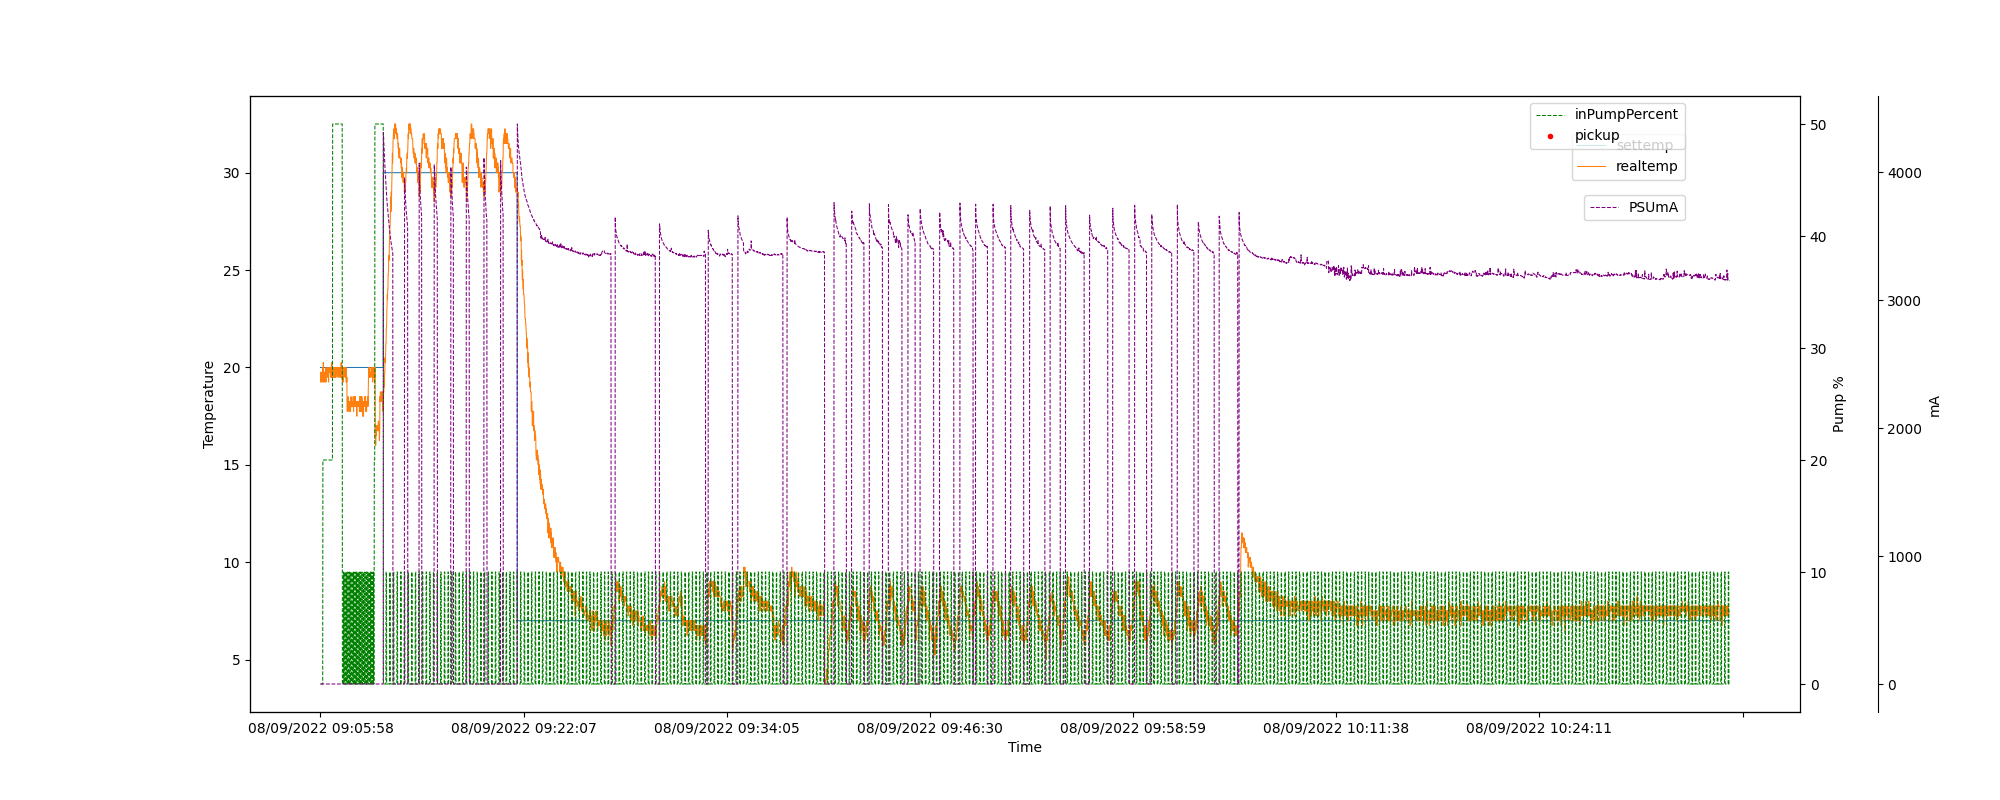 inPumpPercent
pickup
settemp
realtemp
PSUmA
Temperature
30
25
20
15
10
5
50
40
30
20
10
0
Pump %
4000
3000
2000
1000
0
mA
08/09/2022 09:05:58
08/09/2022 09:22:07
08/09/2022 09:34:05
08/09/2022 09:46:30
08/09/2022 09:58:59
08/09/2022 10:11:38
08/09/2022 10:24:11
Time